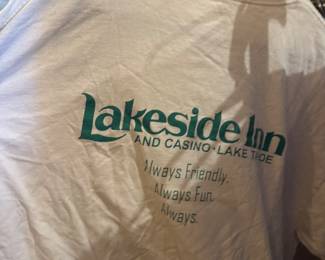 Lakeside Inn
AND CASINO · LAKE TAHOE
Always Friendly.
Always Fun.
Always.